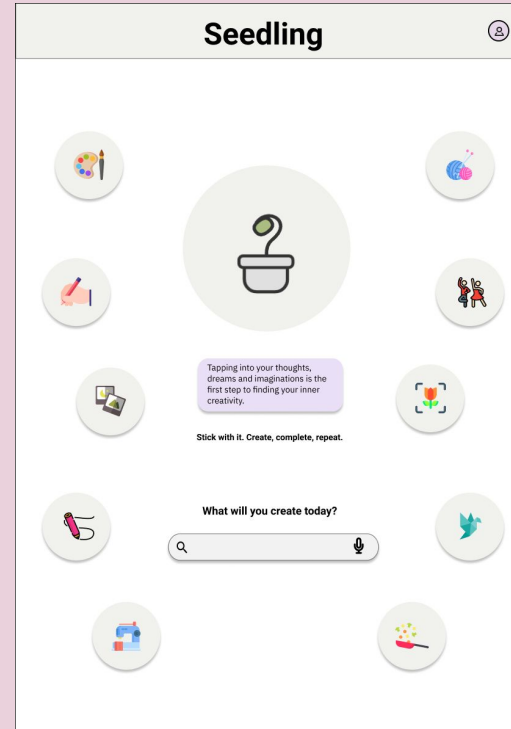 Seedling
Tapping into your thoughts,
dreams and imaginations is the
first step to finding your inner
creativity.
Stick with it. Create, complete, repeat.
What will you create today?